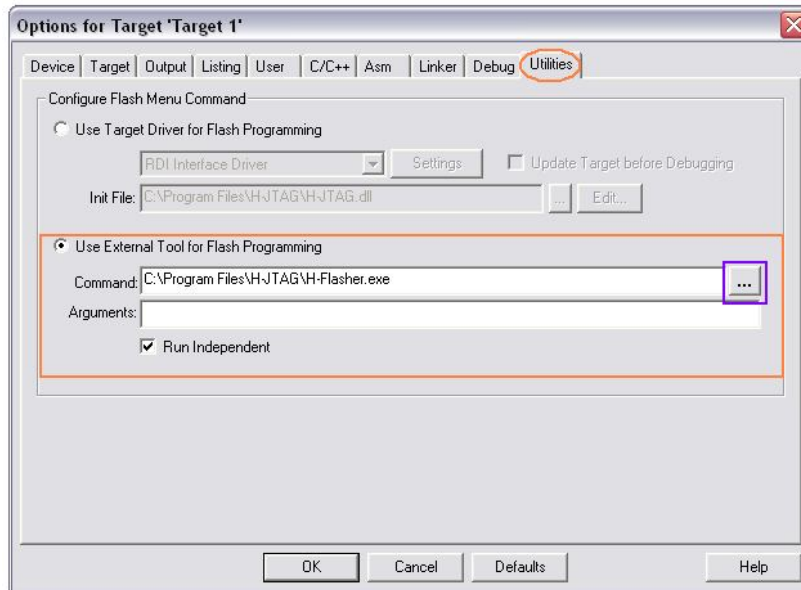 Options for Target 'Target 1'
Device Target Output Listing User C/C++ Asm Linker Debug Utilities
Configure Flash Menu Command
Use Target Driver for Flash Programming
RDI Interface Driver Settings Update Target before Debugging
Init File: C:\Program Files\H-JTAG\H-JTAG.dll ... Edit...
Use External Tool for Flash Programming
Command: C:\Program Files\H-JTAG\H-Flasher.exe ...
Arguments:
Run Independent
OK Cancel Defaults Help